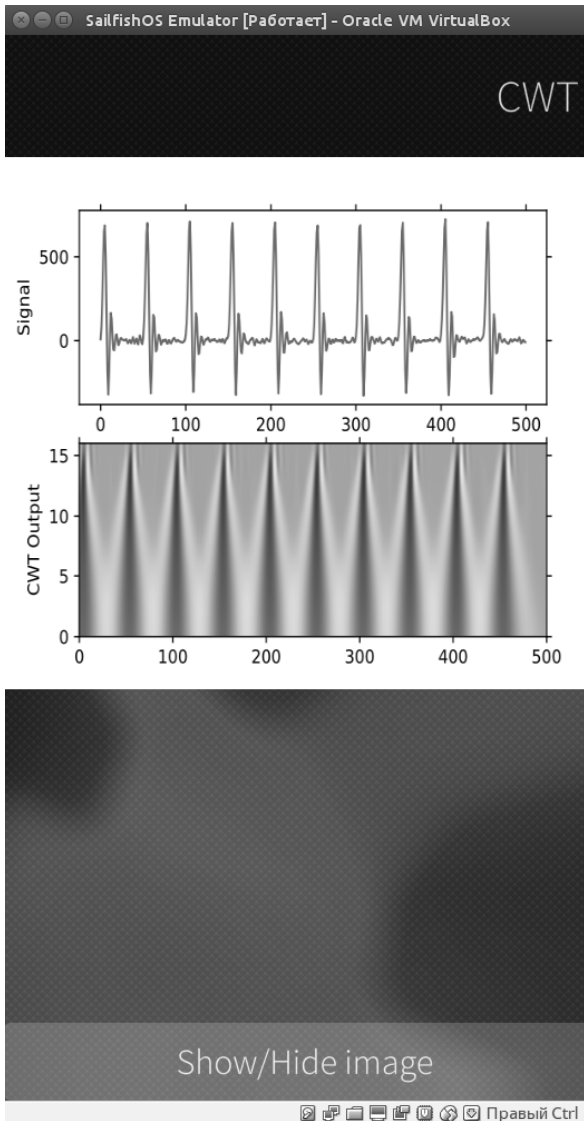 SailfishOS Emulator [Работает] - Oracle VM VirtualBox
CWT
Signal
500
0
0 100 200 300 400 500
CWT Output
15
10
5
0
0 100 200 300 400 500
Show/Hide image
Правый Ctrl